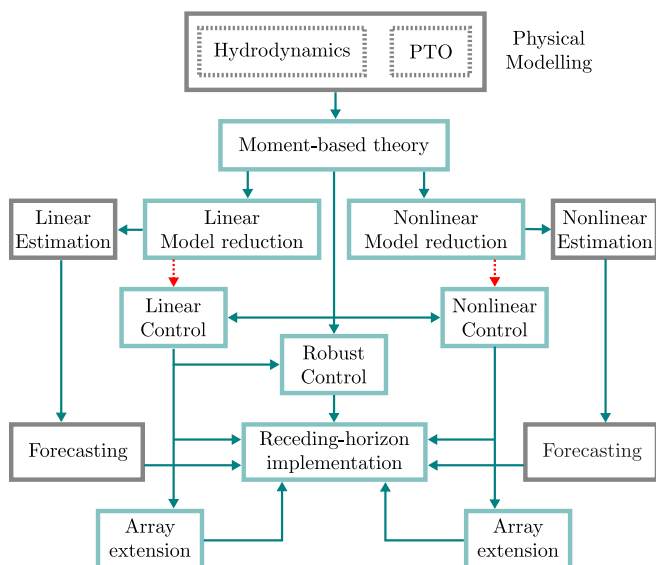 Hydrodynamics
PTO
Physical
Modelling
Moment-based theory
Linear
Estimation
Linear
Model reduction
Nonlinear
Model reduction
Nonlinear
Estimation
Linear
Control
Nonlinear
Control
Robust
Control
Forecasting
Receding-horizon
implementation
Forecasting
Array
extension
Array
extension